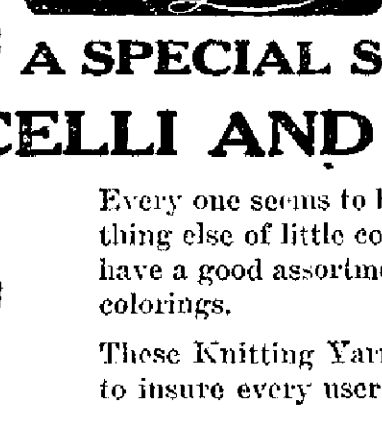 A SPECIAL S
CELLI AND
Every one seems to
thing else of little co
have a good assortme
colorings.
These Knitting Yar
to insure every user